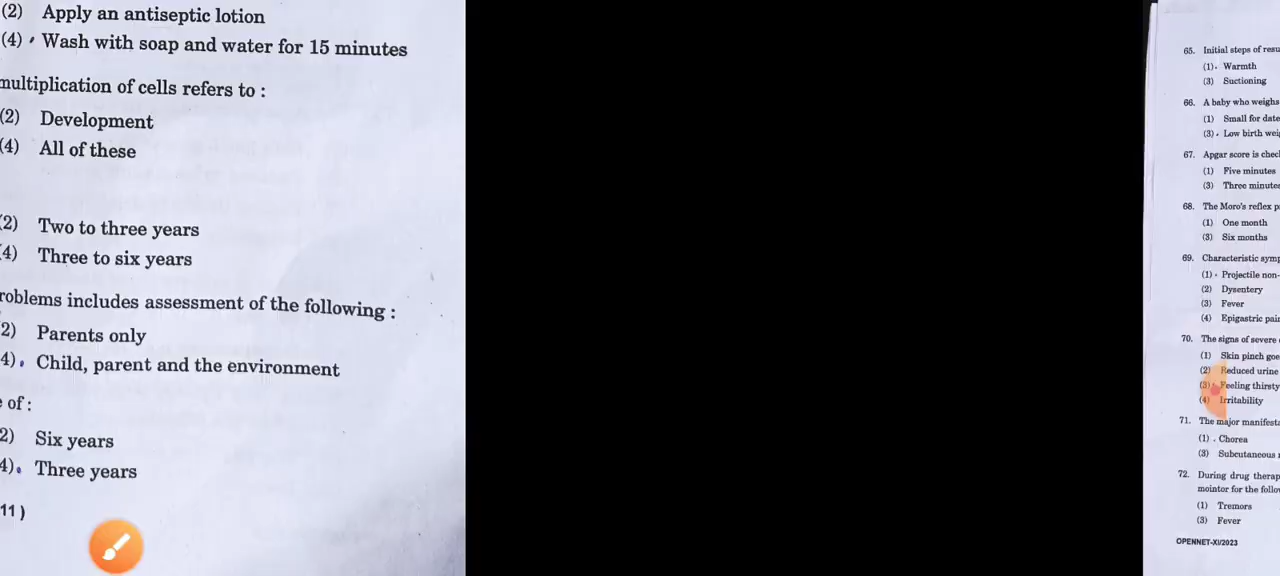 (2) Apply an antiseptic lotion
(4) Wash with soap and water for 15 minutes
multiplication of cells refers to :
(2) Development
(4) All of these
(2) Two to three years
(4) Three to six years
roblems includes assessment of the following :
2) Parents only
4) Child, parent and the environment
of :
2) Six years
4) Three years
11 )
65. Initial steps of resu
(1) Warmth
(3) Suctioning
66. A baby who weighs
(1) Small for date
(3) Low birth wei
67. Apgar score is chec
(1) Five minutes
(3) Three minute
68. The Moro's reflex p
(1) One month
(3) Six months
69. Characteristic symp
(1) Projectile non-
(2) Dysentery
(3) Fever
(4) Epigastric pain
70. The signs of severe
(1) Skin pinch goe
(2) Reduced urine
(3) Feeling thirsty
(4) Irritability
71. The major manifesta
(1) Chorea
(3) Subcutaneous
72. During drug therap
mointor for the follow
(1) Tremors
(3) Fever
OPENNET-XI/2023